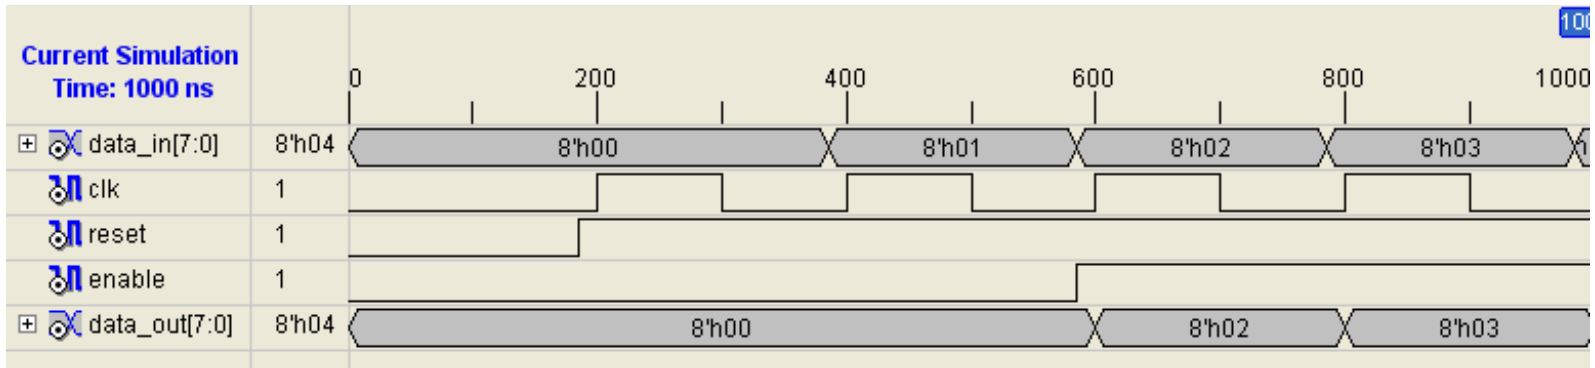 100
Current Simulation
Time: 1000 ns
0 200 400 600 800 1000
data_in[7:0] 8'h04 8'h00 8'h01 8'h02 8'h03
clk 1
reset 1
enable 1
data_out[7:0] 8'h04 8'h00 8'h02 8'h03